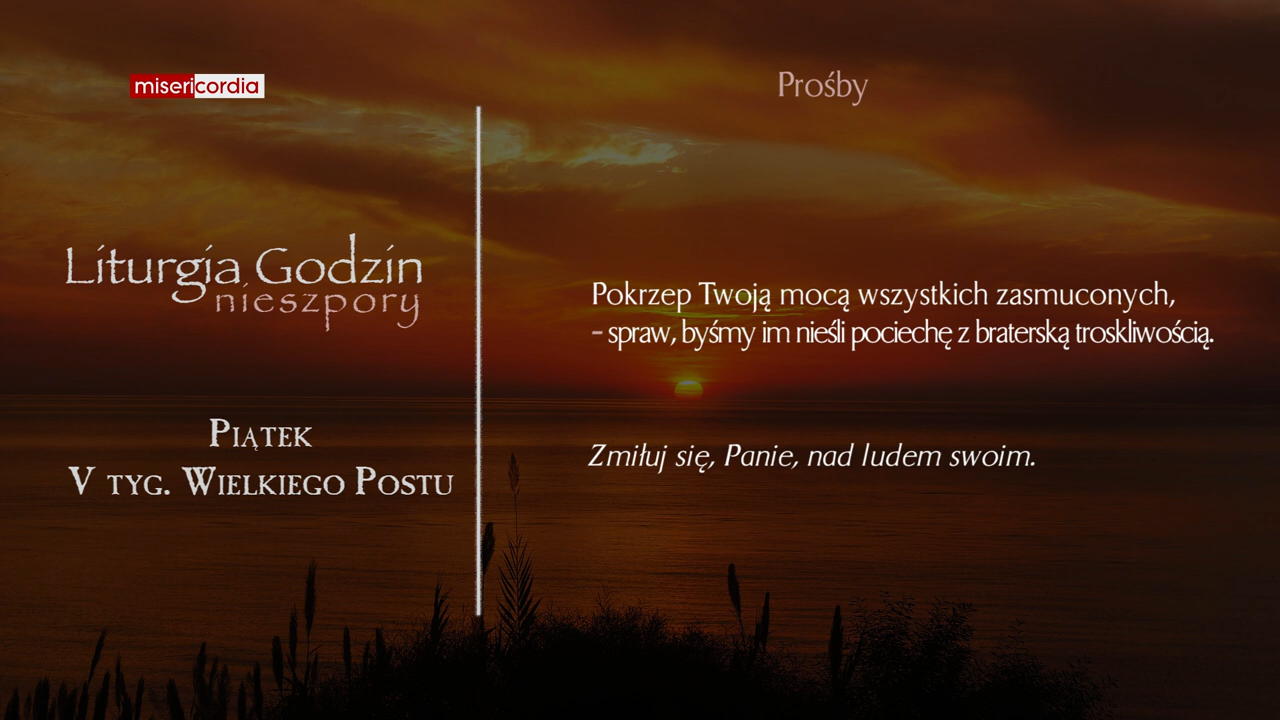 misericordia
Liturgia Godzin
nieszpory
Piątek
V tyg. Wielkiego Postu
Prośby
Pokrzep Twoją mocą wszystkich zasmuconych,
- spraw, byśmy im nieśli pociechę z braterską troskliwością.
Zmiłuj się, Panie, nad ludem swoim.